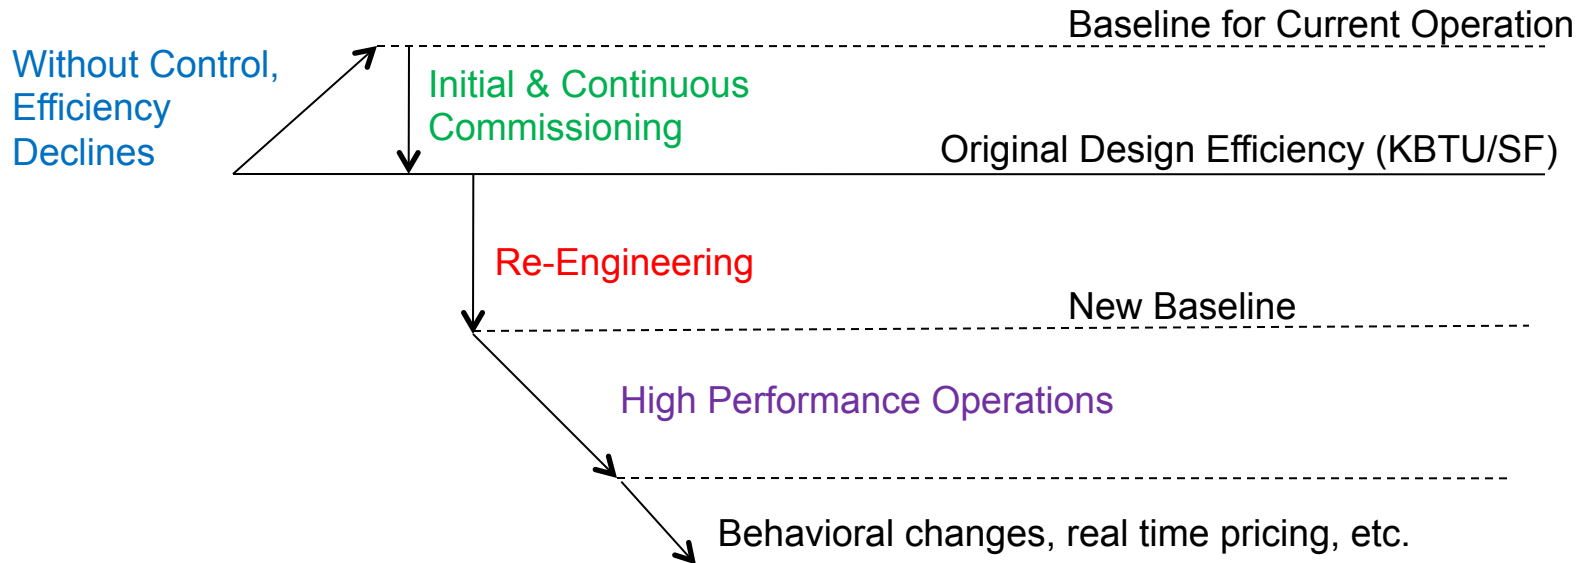 Baseline for Current Operation
Without Control,
Efficiency
Declines
Initial & Continuous
Commissioning
Original Design Efficiency (KBTU/SF)
Re-Engineering
New Baseline
High Performance Operations
Behavioral changes, real time pricing, etc.